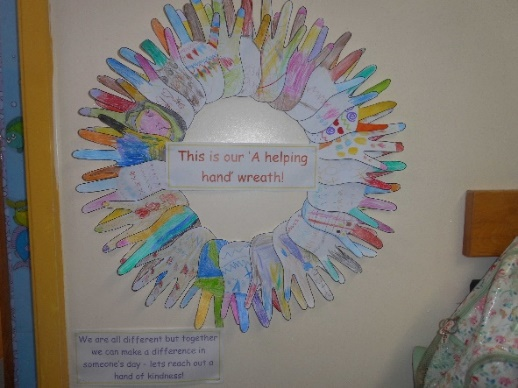 This is our 'A helping
hand' wreath!
We are all different but together
we can make a difference in
someone's day - lets reach out a
hand of kindness!